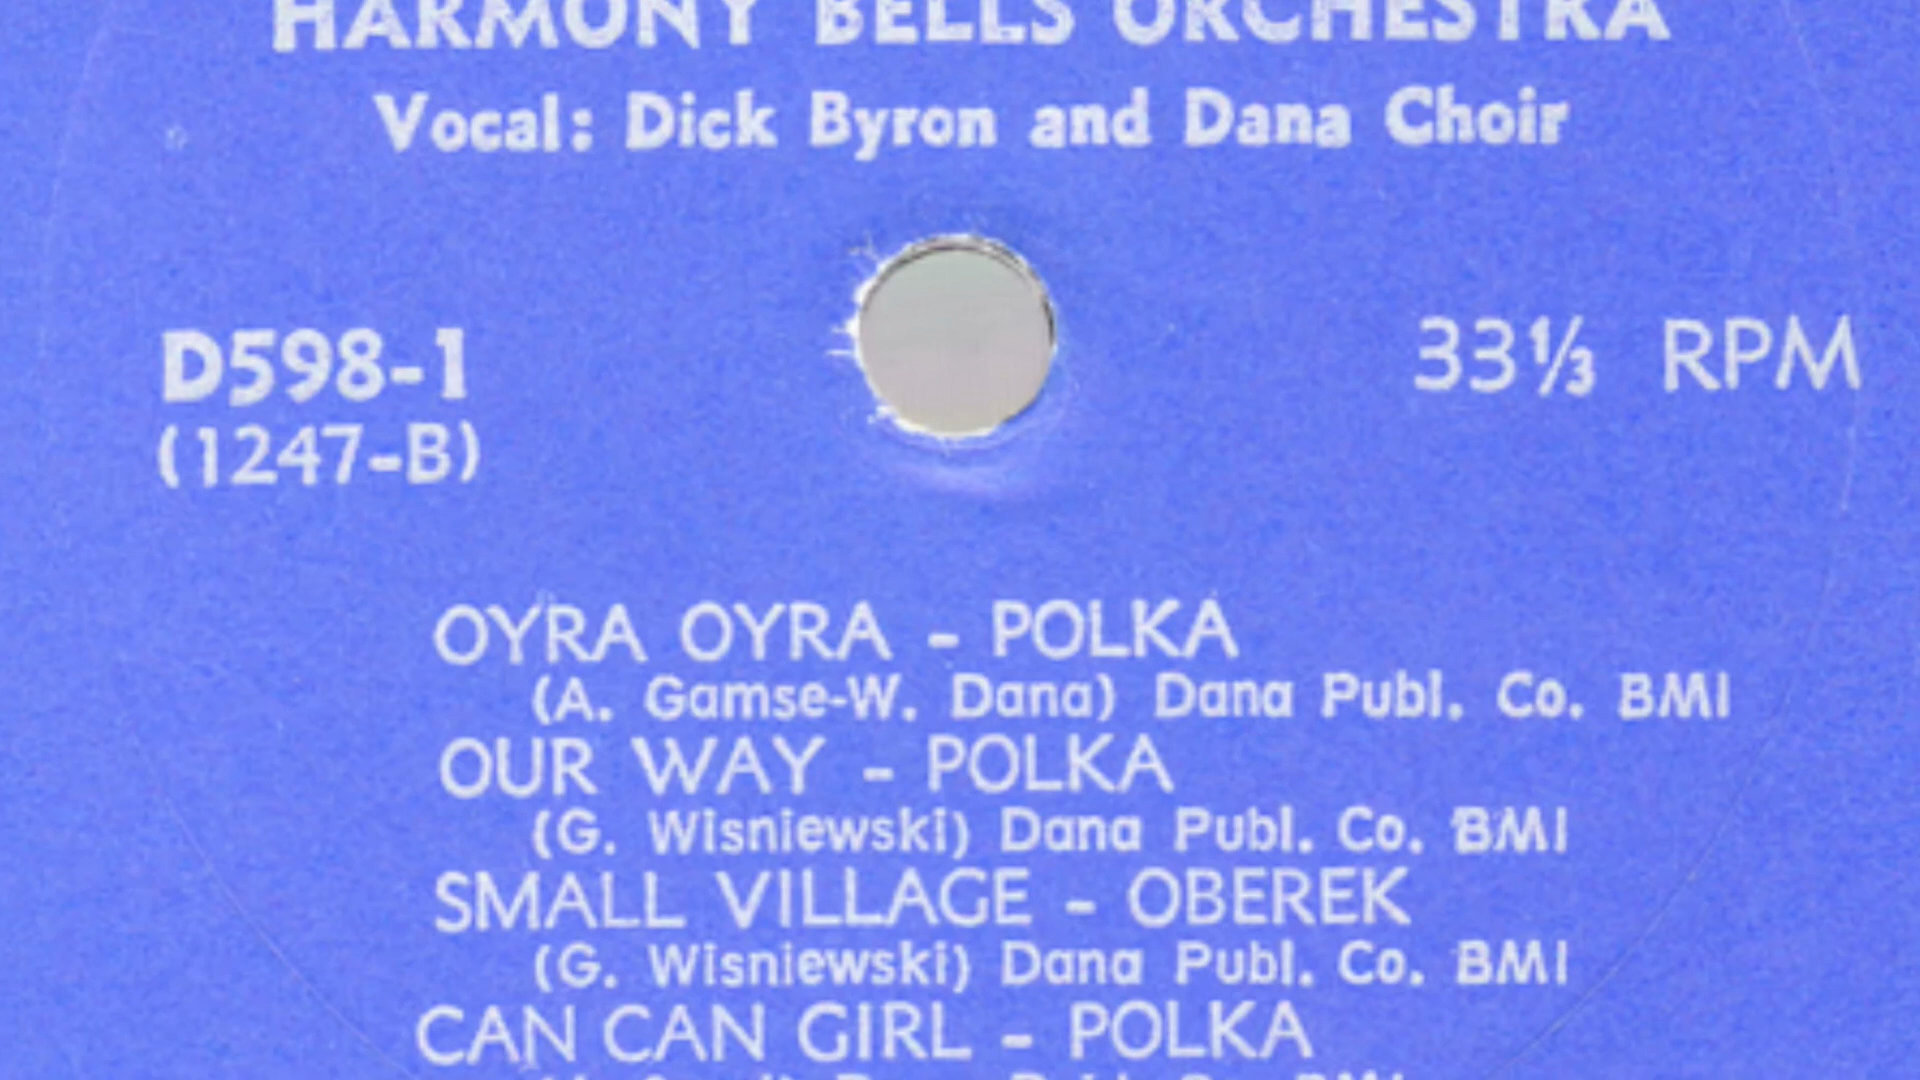 HARMONY BELLS ORCHESTRA
Vocal: Dick Byron and Dana Choir
D598-1
33⅓ RPM
(1247-B)
OYRA OYRA - POLKA
(A. Gamse-W. Dana) Dana Publ. Co. BMI
OUR WAY - POLKA
(G. Wisniewski) Dana Publ. Co. BMI
SMALL VILLAGE - OBEREK
(G. Wisniewski) Dana Publ. Co. BMI
CAN CAN GIRL - POLKA